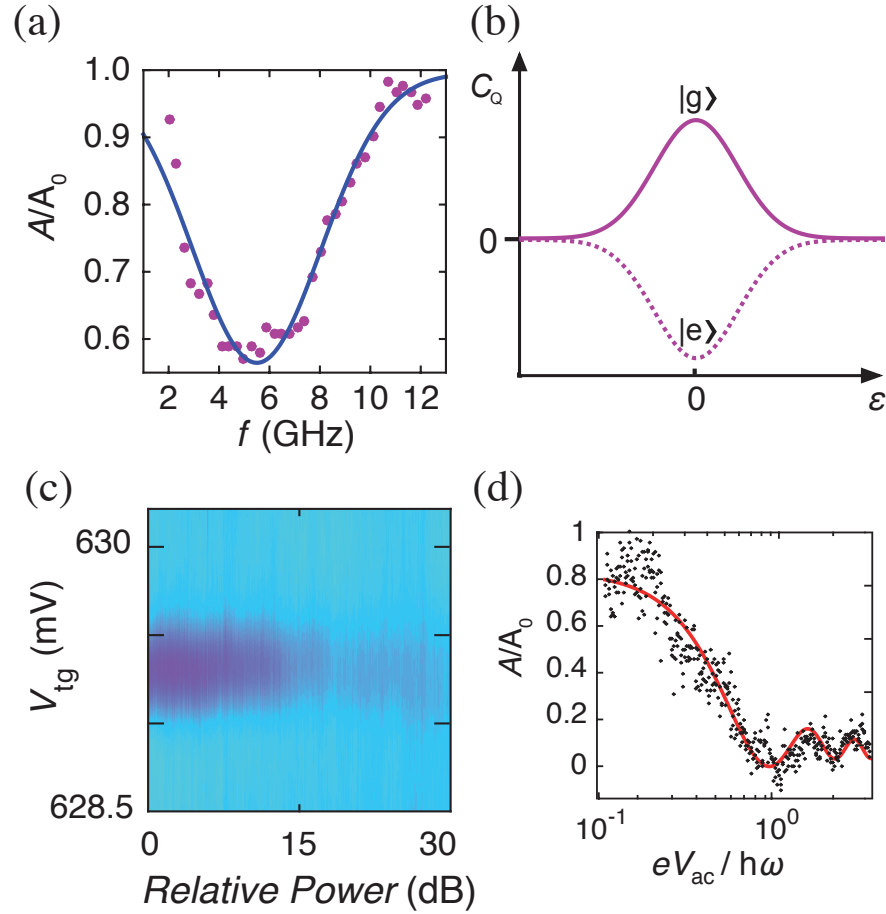 (a)
1.0
0.9
0.8
0.7
0.6
A/A0
2 4 6 8 10 12
f (GHz)
(b)
CQ
|g⟩
0
|e⟩
0
ε
(c)
630
Vtg (mV)
628.5
0 15 30
Relative Power (dB)
(d)
1
0.8
0.6
0.4
0.2
0
A/A0
10-1 100
eVac / hω